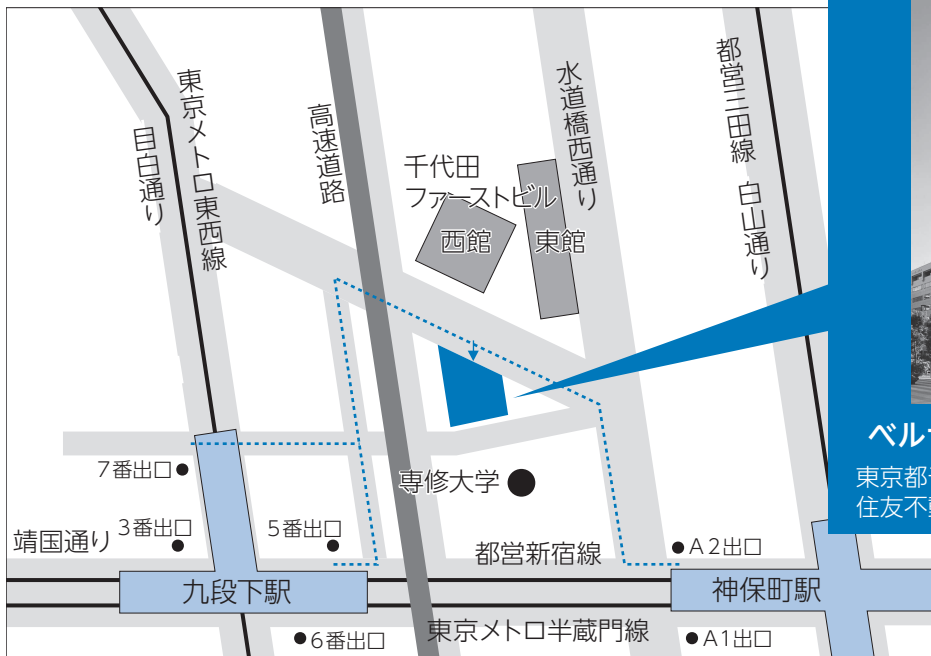 東京メトロ東西線
目白通り
高速道路
千代田
ファーストビル
西館
東館
水道橋西通り
都営三田線 白山通り
7番出口
3番出口
5番出口
靖国通り
専修大学
都営新宿線
A2出口
九段下駅
神保町駅
6番出口
東京メトロ半蔵門線
A1出口
ベル
東京都
住友不